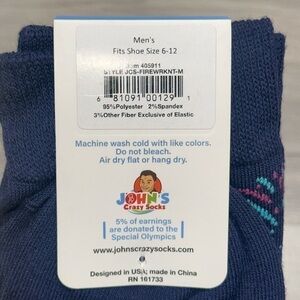 Men's
Fits Shoe Size 6-12
Item 405911
STYLE JCS-FIREWRKNT-M
6 81091 00129 1
95%Polyester 2%Spandex
3%Other Fiber Exclusive of Elastic
Machine wash cold with like colors.
Do not bleach.
Air dry flat or hang dry.
JOHN'S
Crazy Socks
5% of earnings
are donated to the
Special Olympics
www.johnscrazysocks.com
Designed in USA; made in China
RN 161733